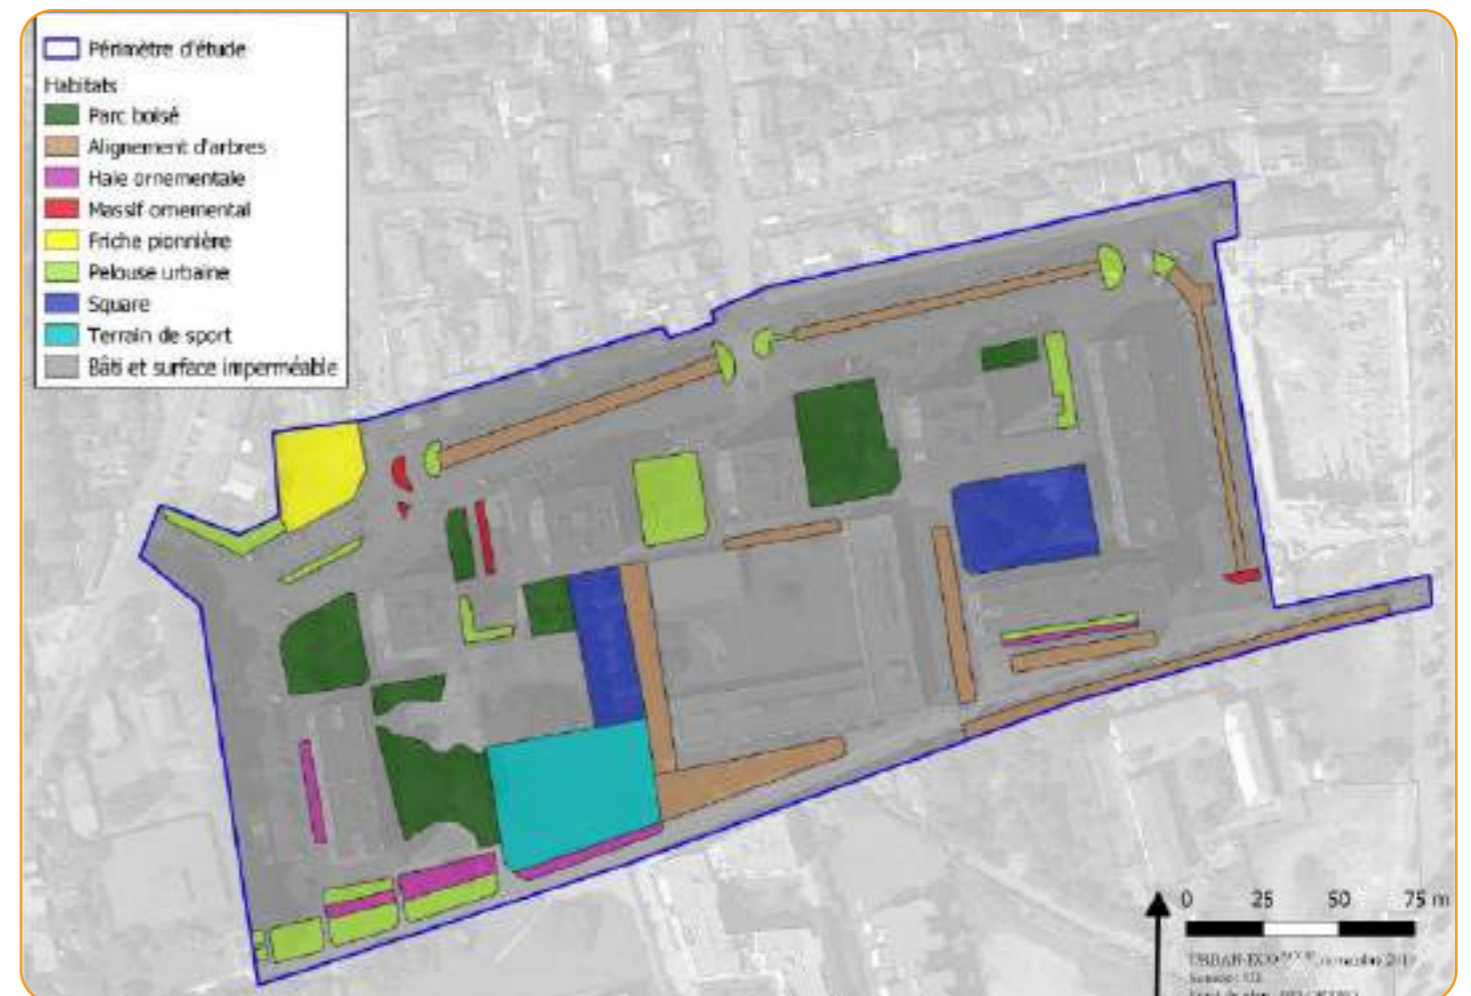 Périmètre d'étude
Habitats
Parc boisé
Alignement d'arbres
Haie ornementale
Massif ornemental
Friche pionnière
Pelouse urbaine
Square
Terrain de sport
Bâti et surface imperméable
0 25 50 75 m